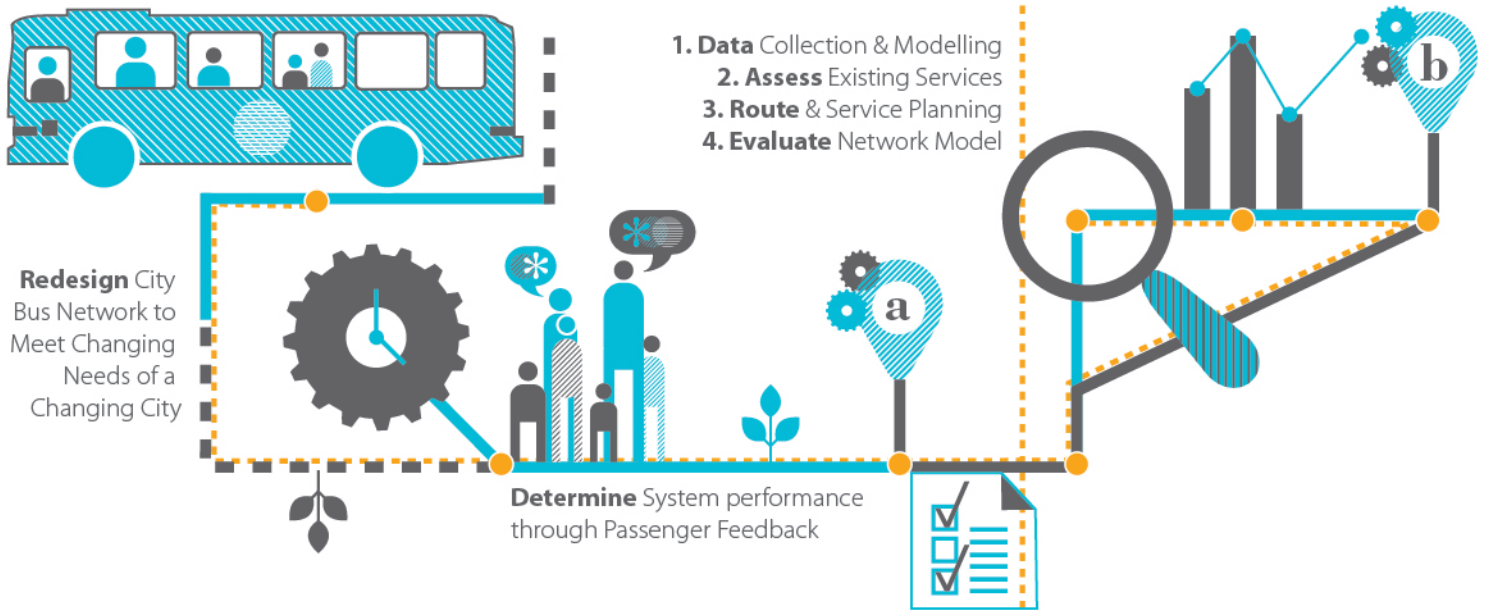 1. Data Collection & Modelling
2. Assess Existing Services
3. Route & Service Planning
4. Evaluate Network Model
b
Redesign City
Bus Network to
Meet Changing
Needs of a
Changing City
a
Determine System performance
through Passenger Feedback